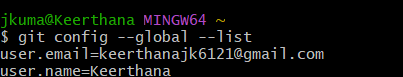 jkuma@Keerthana MINGW64 ~
$ git config --global --list
user.email=keerthanajk6121@gmail.com
user.name=Keerthana